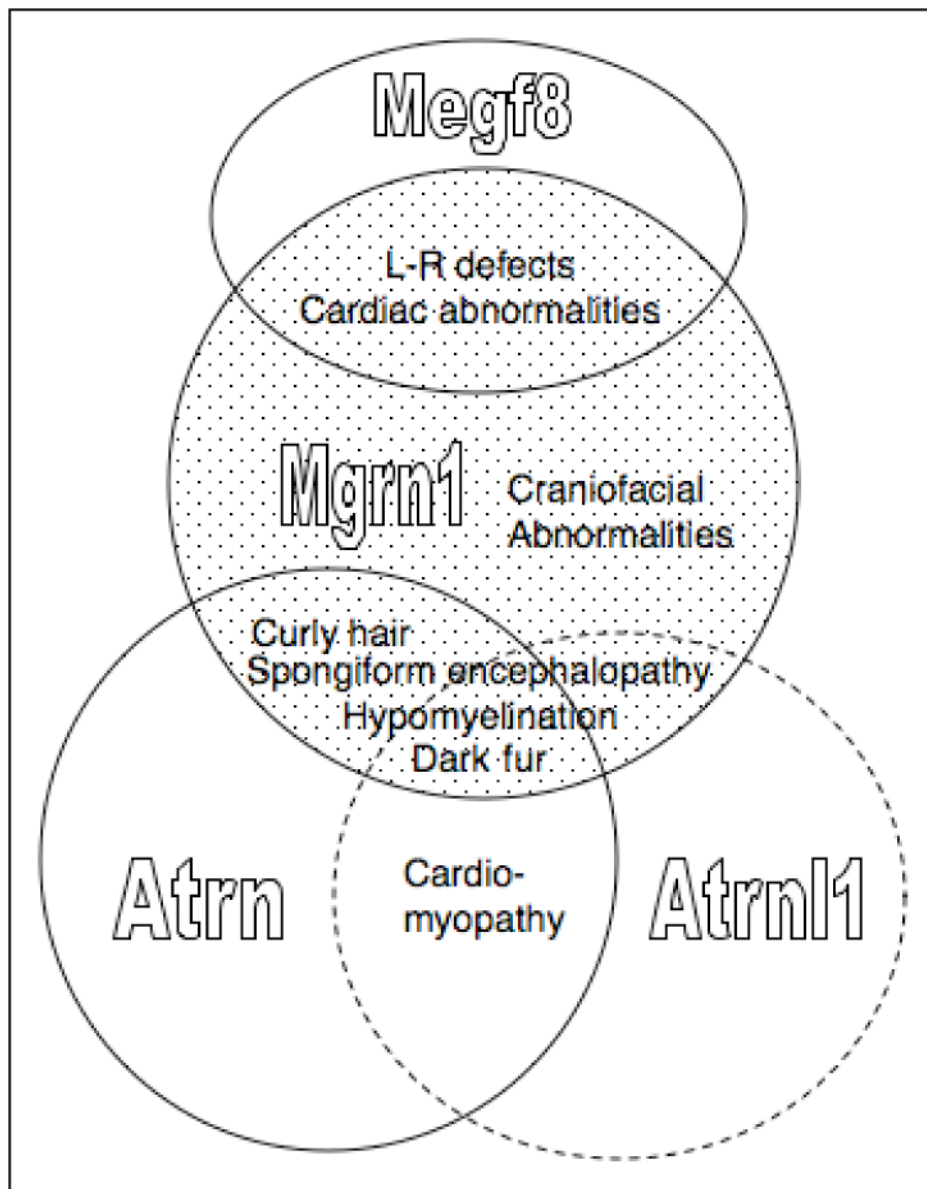 Megf8
L-R defects
Cardiac abnormalities
Mgrn1
Craniofacial
Abnormalities
Curly hair
Spongiform encephalopathy
Hypomyelination
Dark fur
Atrn
Cardio-
myopathy
Atrnl1